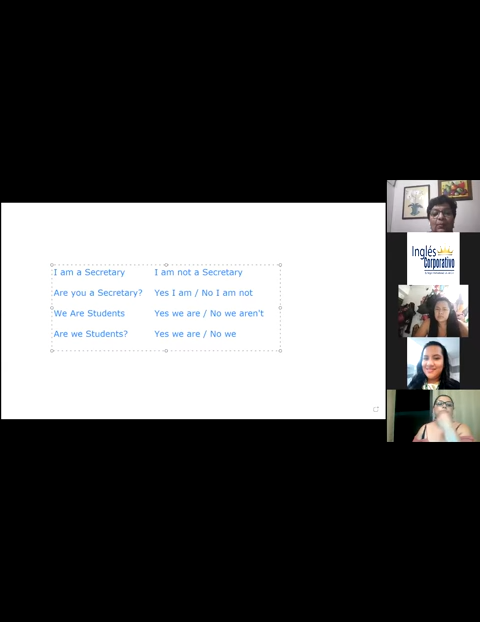 I am a Secretary I am not a Secretary
Are you a Secretary? Yes I am / No I am not
We Are Students Yes we are / No we aren't
Are we Students? Yes we are / No we
Inglés
Corporativo